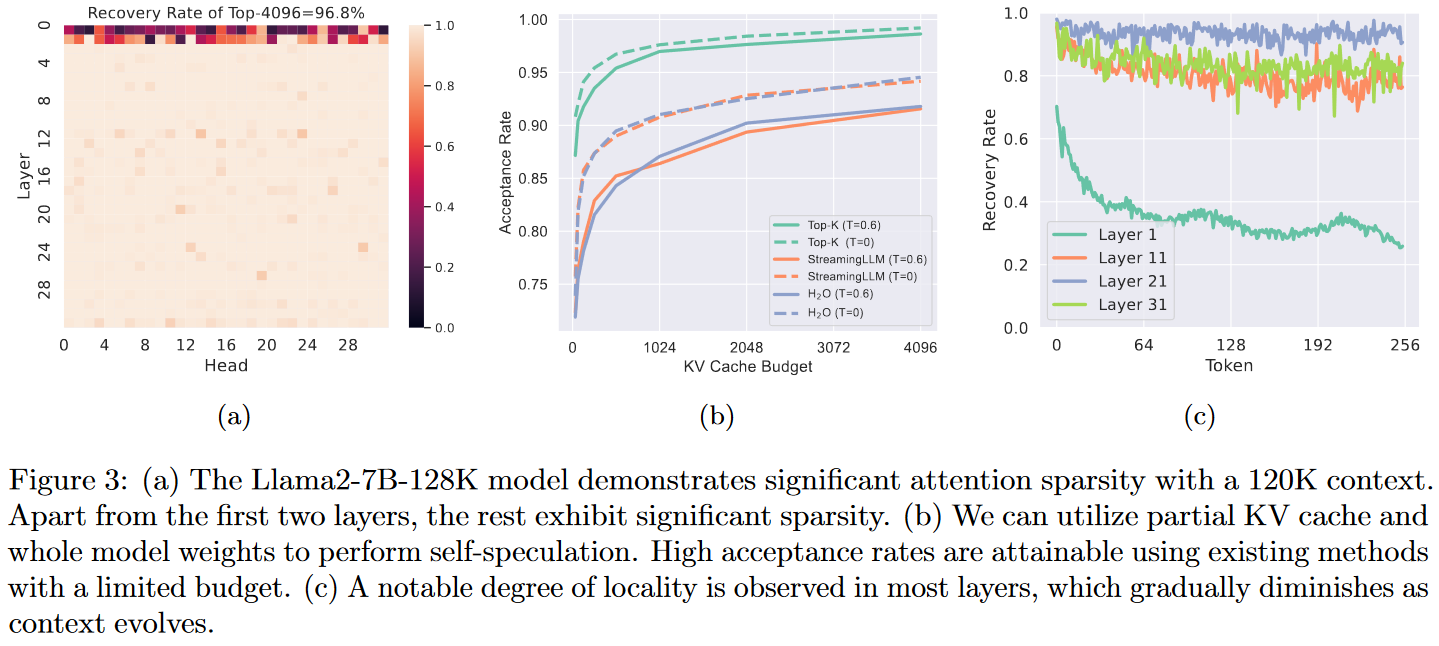 Recovery Rate of Top-4096=96.8%
0
4
8
12
16
20
24
28
Layer
0 4 8 12 16 20 24 28
Head
1.0
0.8
0.6
0.4
0.2
0.0
(a)
1.00
0.95
0.90
0.85
0.80
0.75
Acceptance Rate
Top-K (T=0.6)
Top-K (T=0)
StreamingLLM (T=0.6)
StreamingLLM (T=0)
H₂O (T=0.6)
H₂O (T=0)
0 1024 2048 3072 4096
KV Cache Budget
(b)
1.0
0.8
0.6
0.4
0.2
0.0
Recovery Rate
Layer 1
Layer 11
Layer 21
Layer 31
0 64 128 192 256
Token
(c)
Figure 3: (a) The Llama2-7B-128K model demonstrates significant attention sparsity with a 120K context.
Apart from the first two layers, the rest exhibit significant sparsity. (b) We can utilize partial KV cache and
whole model weights to perform self-speculation. High acceptance rates are attainable using existing methods
with a limited budget. (c) A notable degree of locality is observed in most layers, which gradually diminishes as
context evolves.